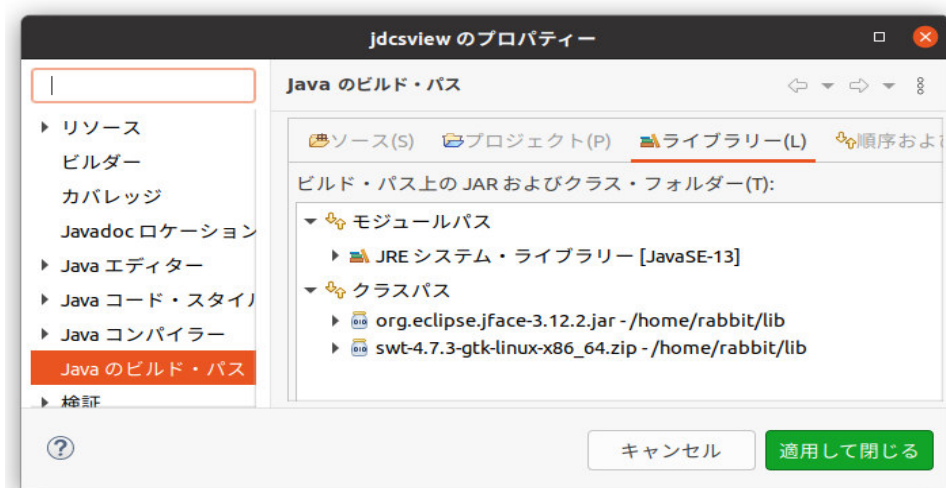 jdcsview のプロパティー
Java のビルド・パス
リソース
ビルダー
カバレッジ
Javadoc ロケーション
Java エディター
Java コード・スタイル
Java コンパイラー
Java のビルド・パス
検証
ソース(S) プロジェクト(P) ライブラリー(L) 順序およ
ビルド・パス上の JAR およびクラス・フォルダー(T):
モジュールパス
JRE システム・ライブラリー [JavaSE-13]
クラスパス
org.eclipse.jface-3.12.2.jar - /home/rabbit/lib
swt-4.7.3-gtk-linux-x86_64.zip - /home/rabbit/lib
キャンセル 適用して閉じる